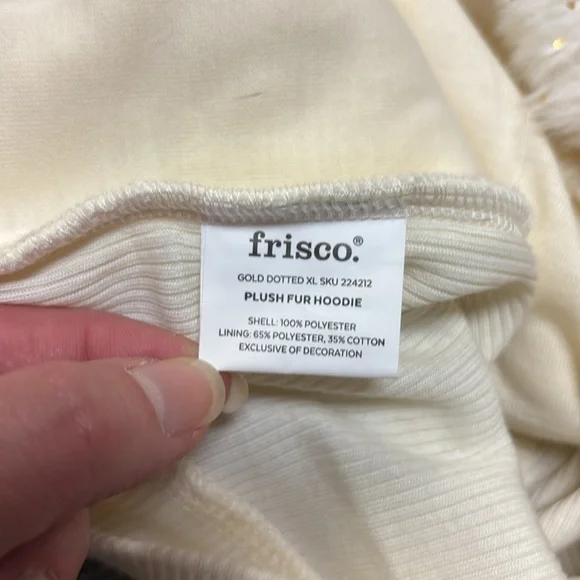 frisco.®
GOLD DOTTED XL SKU 224212
PLUSH FUR HOODIE
SHELL: 100% POLYESTER
LINING: 65% POLYESTER, 35% COTTON
EXCLUSIVE OF DECORATION